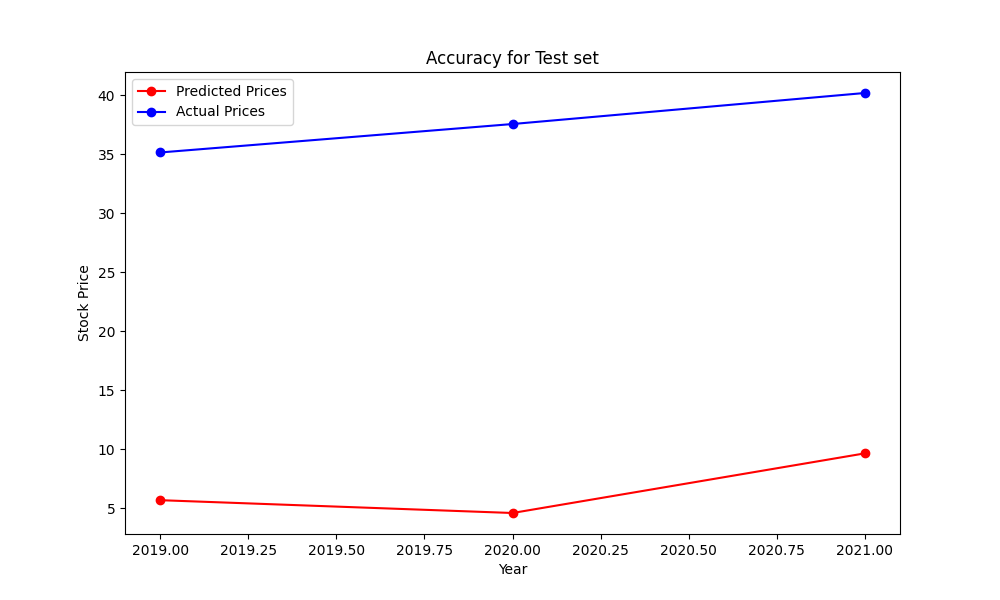 Accuracy for Test set
Predicted Prices
Actual Prices
40
35
30
25
20
15
10
5
Stock Price
2019.00 2019.25 2019.50 2019.75 2020.00 2020.25 2020.50 2020.75 2021.00
Year